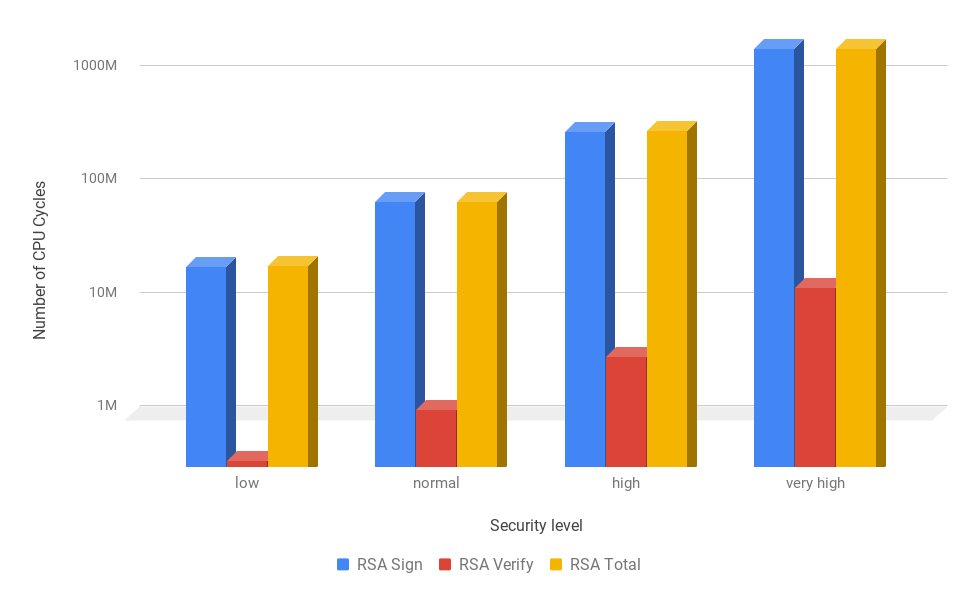 1000M
100M
10M
1M
Number of CPU Cycles
low normal high very high
Security level
RSA Sign RSA Verify RSA Total